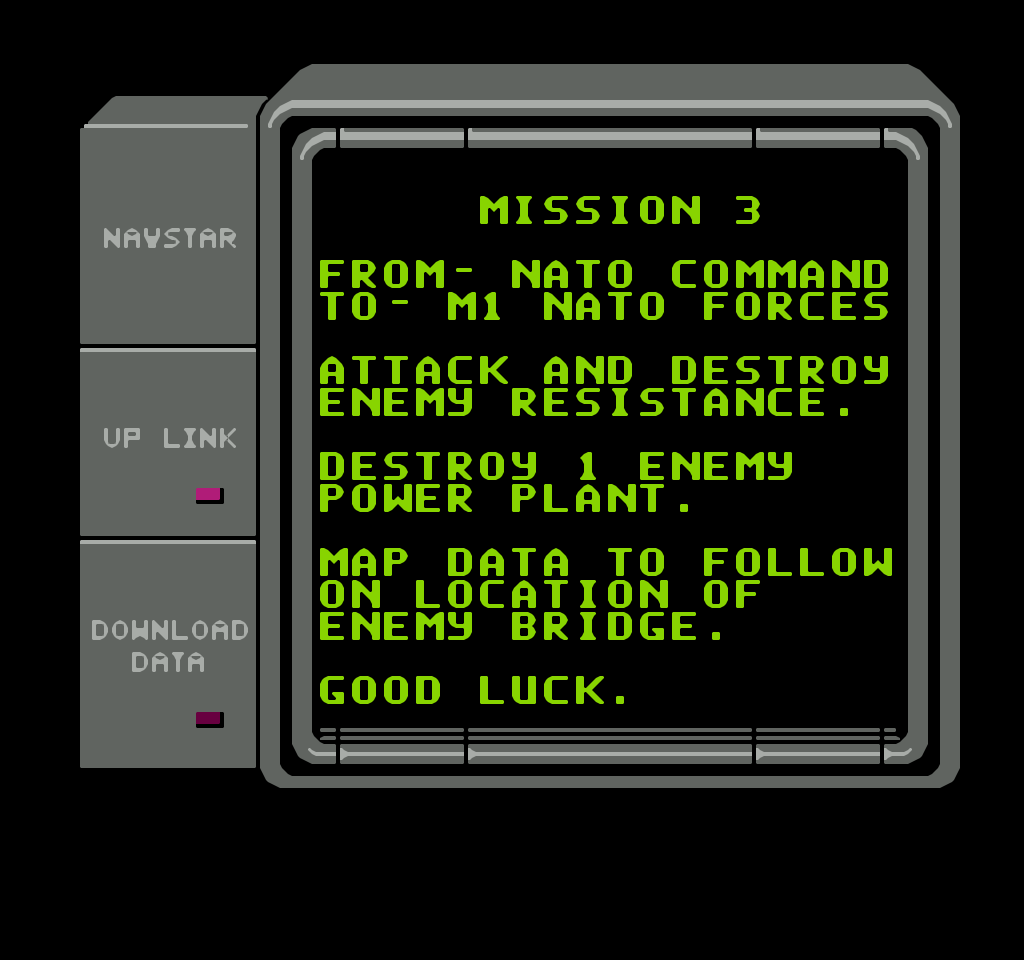 NAVSTAR
UP LINK
DOWNLOAD
DATA
MISSION 3
FROM- NATO COMMAND
TO- M1 NATO FORCES
ATTACK AND DESTROY
ENEMY RESISTANCE.
DESTROY 1 ENEMY
POWER PLANT.
MAP DATA TO FOLLOW
ON LOCATION OF
ENEMY BRIDGE.
GOOD LUCK.